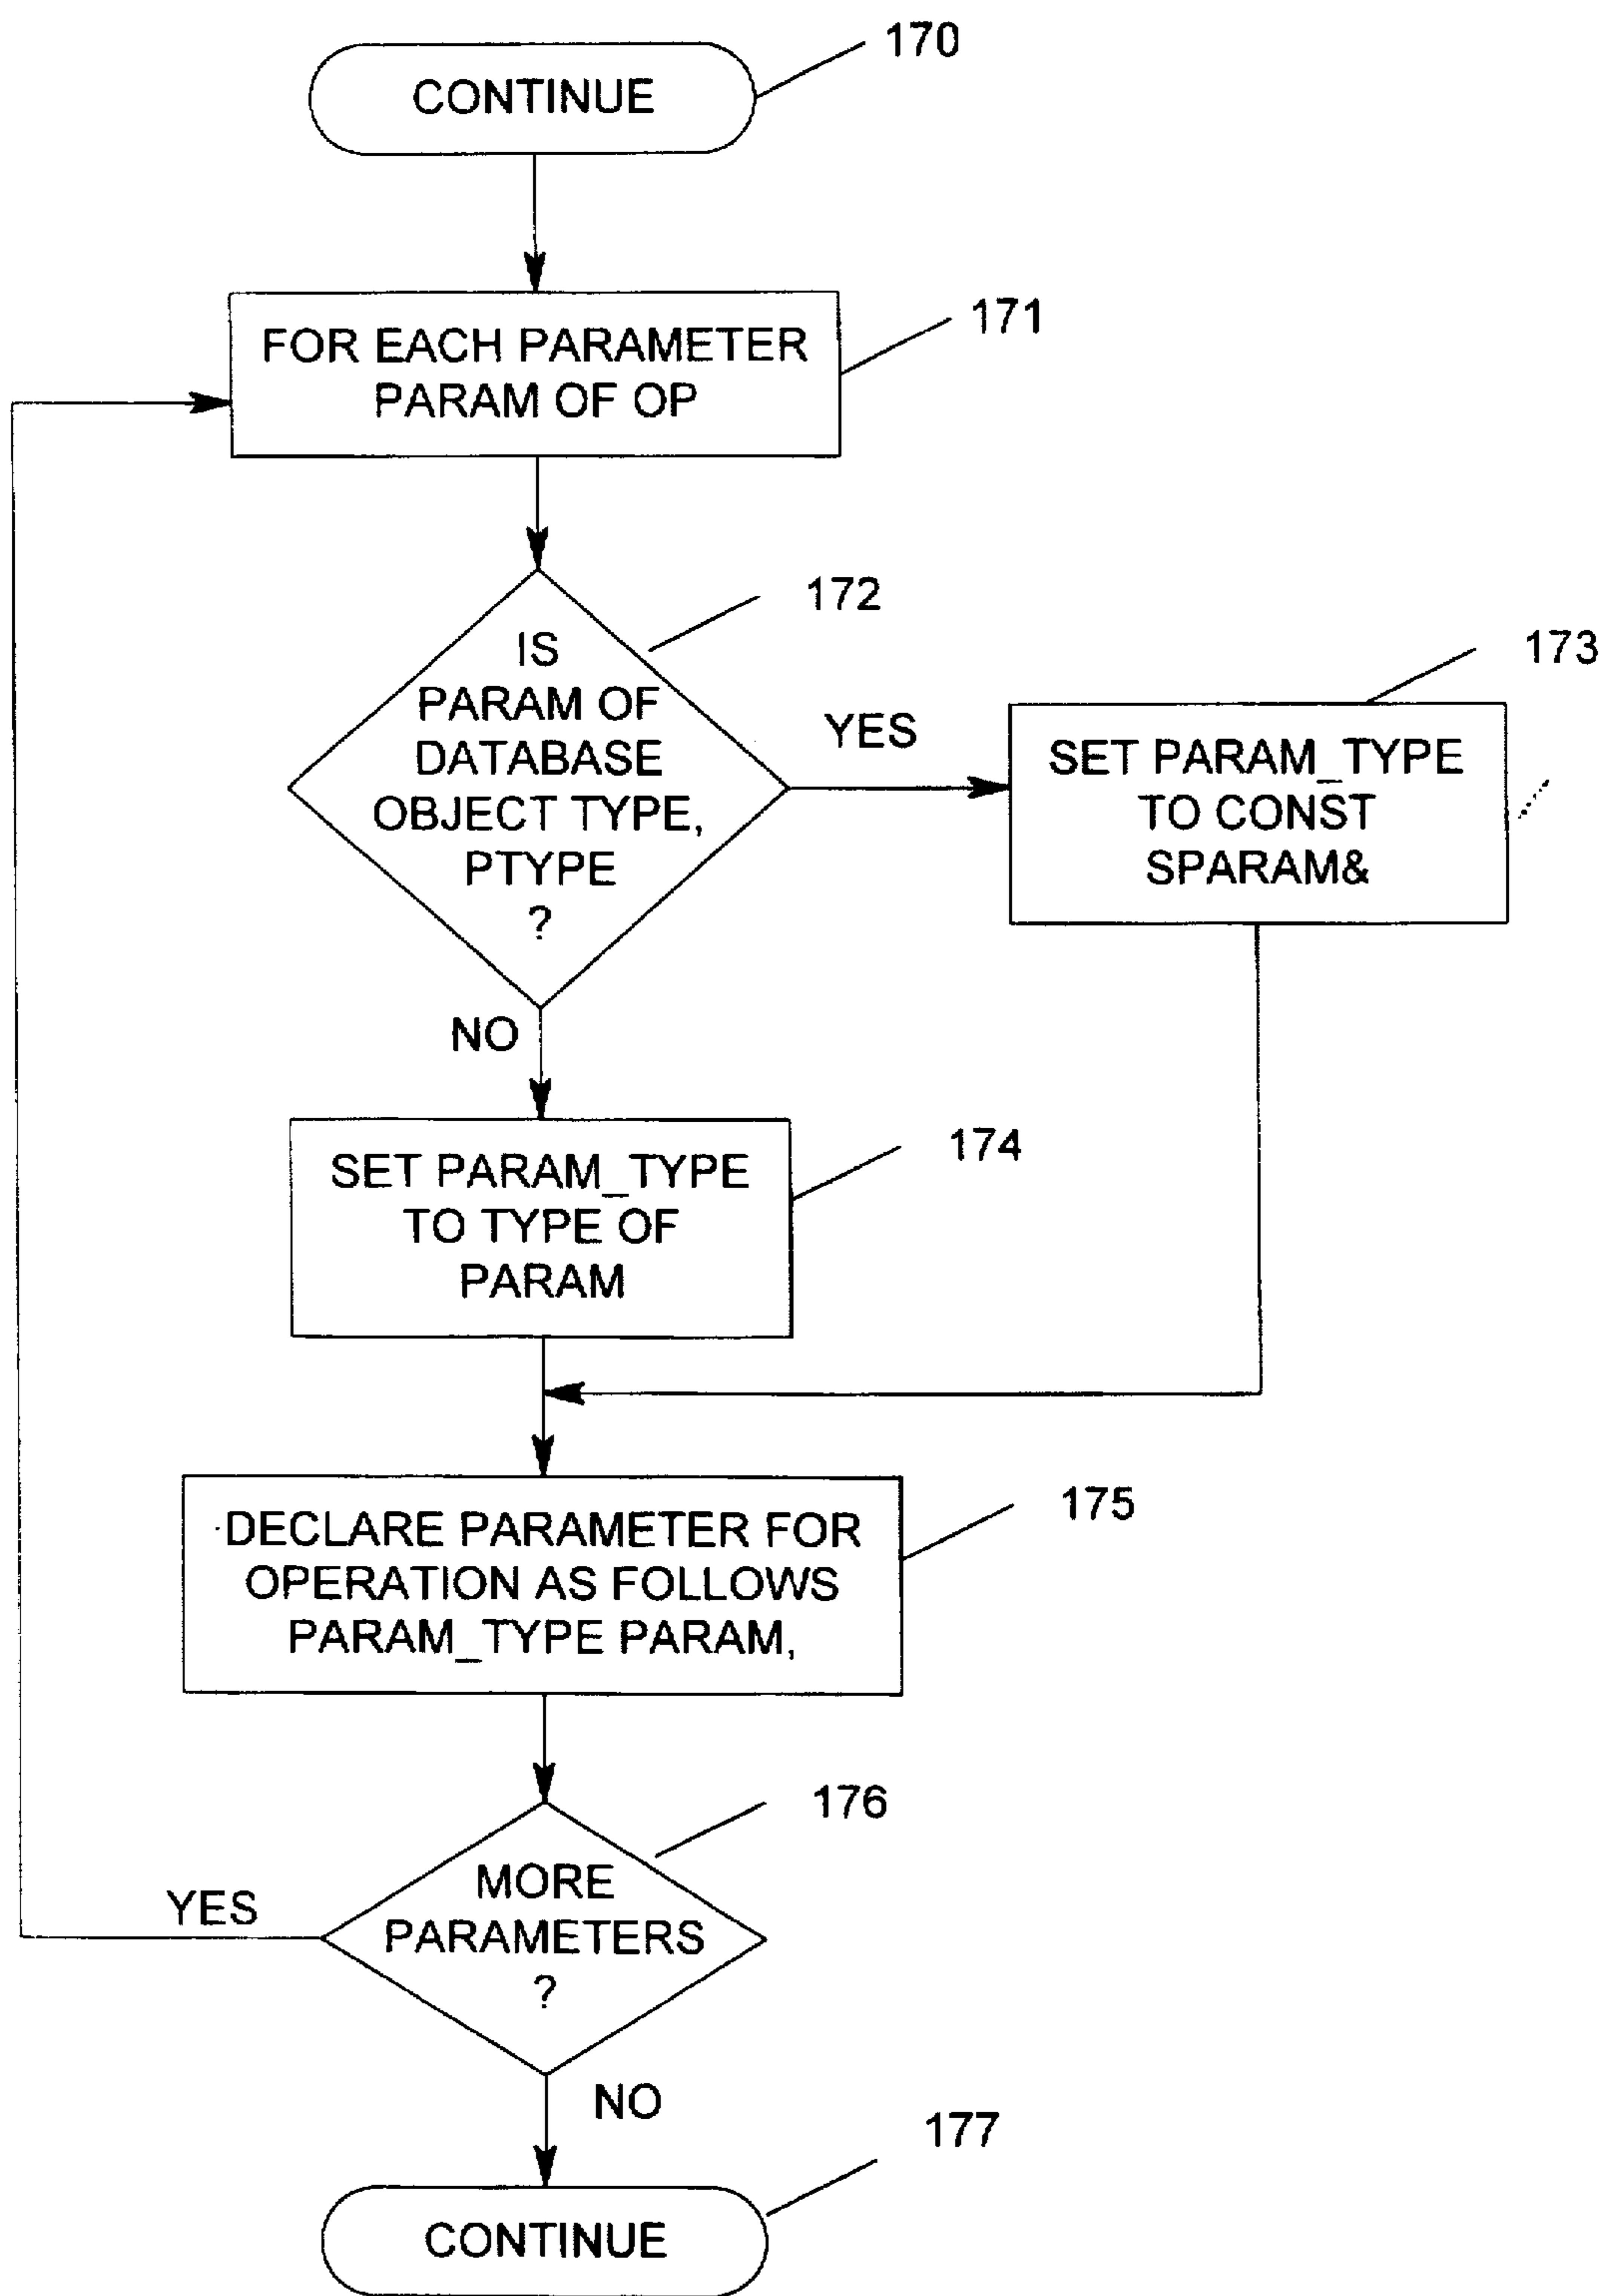 170
CONTINUE
171
FOR EACH PARAMETER
PARAM OF OP
172
IS
PARAM OF
DATABASE
OBJECT TYPE,
PTYPE
?
YES
173
SET PARAM_TYPE
TO CONST
SPARAM&
NO
174
SET PARAM_TYPE
TO TYPE OF
PARAM
175
DECLARE PARAMETER FOR
OPERATION AS FOLLOWS
PARAM_TYPE PARAM,
176
MORE
PARAMETERS
?
YES
NO
177
CONTINUE